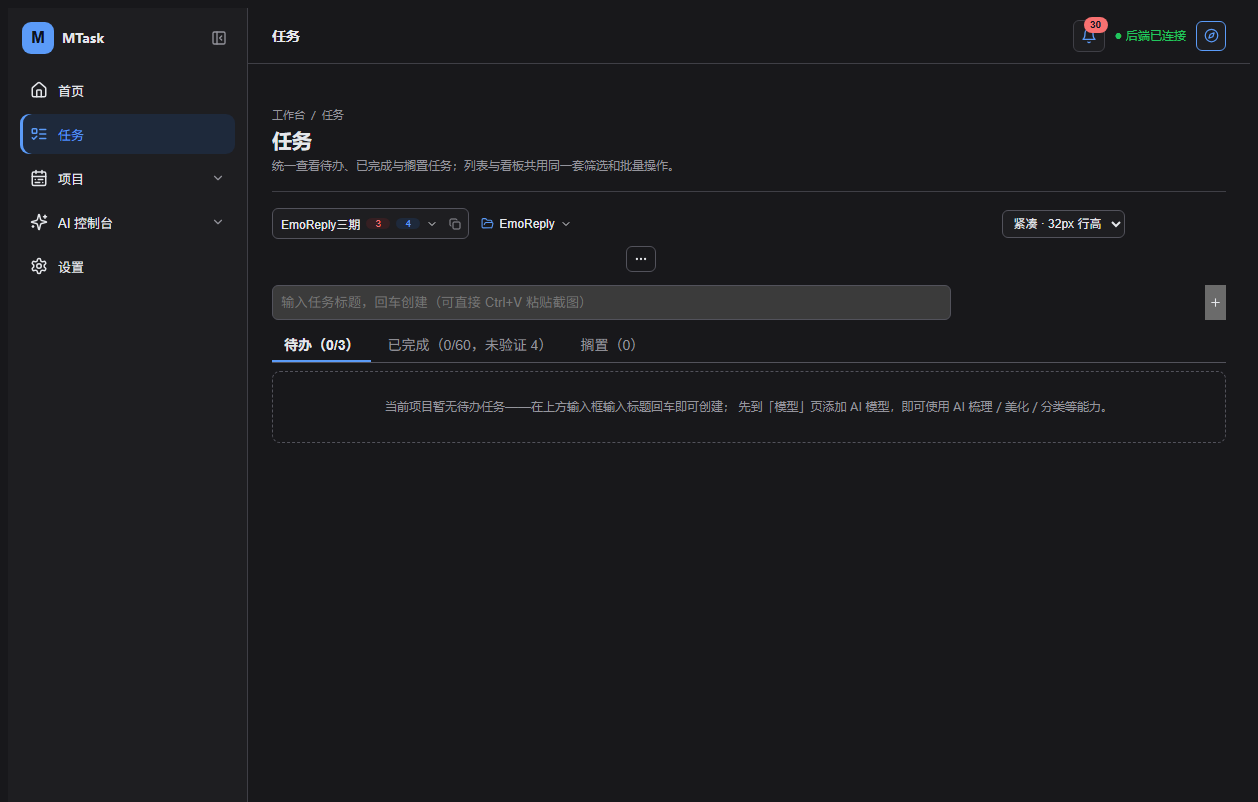 M MTask
首页
任务
项目
AI 控制台
设置
任务
30
后端已连接
工作台 / 任务
任务
统一查看待办、已完成与搁置任务；列表与看板共用同一套筛选和批量操作。
EmoReply三期 3 4 EmoReply 紧凑 · 32px 行高
···
输入任务标题，回车创建（可直接 Ctrl+V 粘贴截图） +
待办（0/3） 已完成（0/60，未验证 4） 搁置（0）
当前项目暂无待办任务——在上方输入框输入标题回车即可创建； 先到「模型」页添加 AI 模型，即可使用 AI 梳理 / 美化 / 分类等能力。